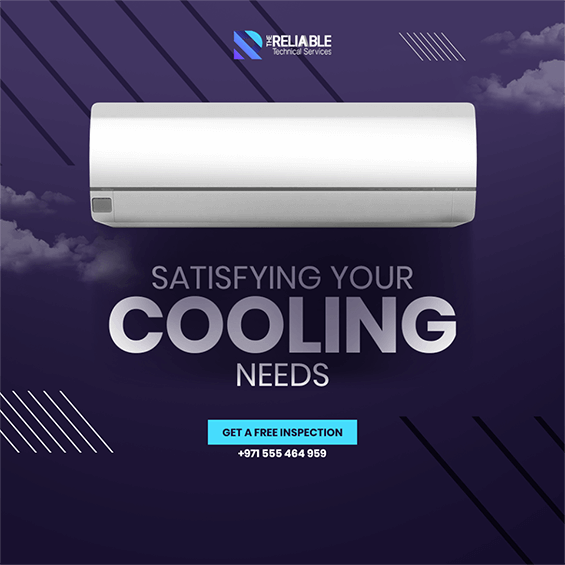 THE RELIABLE
Technical Services
SATISFYING YOUR
COOLING
NEEDS
GET A FREE INSPECTION
+971 555 464 959